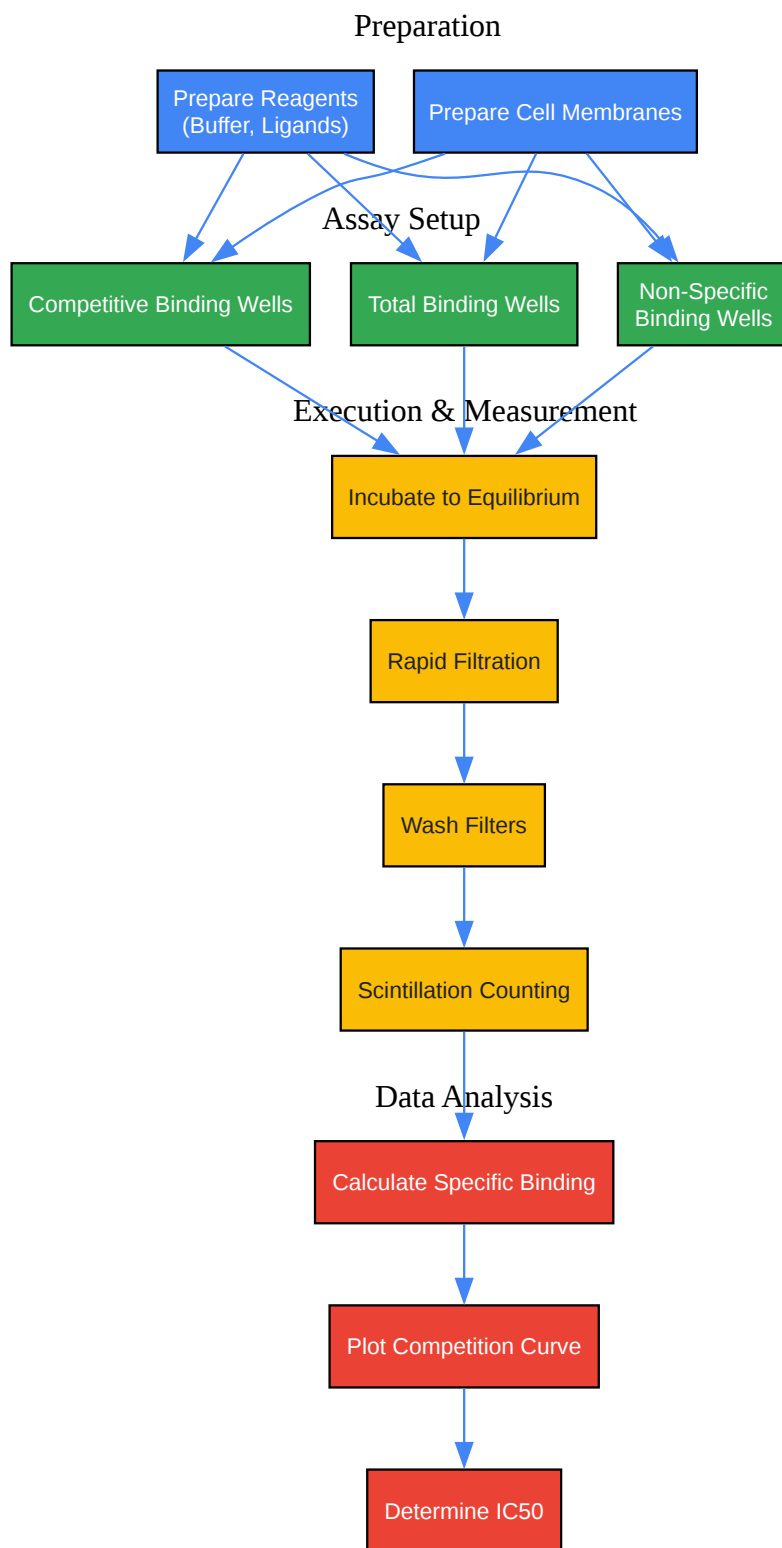 Preparation
Prepare Reagents
(Buffer, Ligands)
Prepare Cell Membranes
Assay Setup
Competitive Binding Wells
Total Binding Wells
Non-Specific
Binding Wells
Execution & Measurement
Incubate to Equilibrium
Rapid Filtration
Wash Filters
Scintillation Counting
Data Analysis
Calculate Specific Binding
Plot Competition Curve
Determine IC50